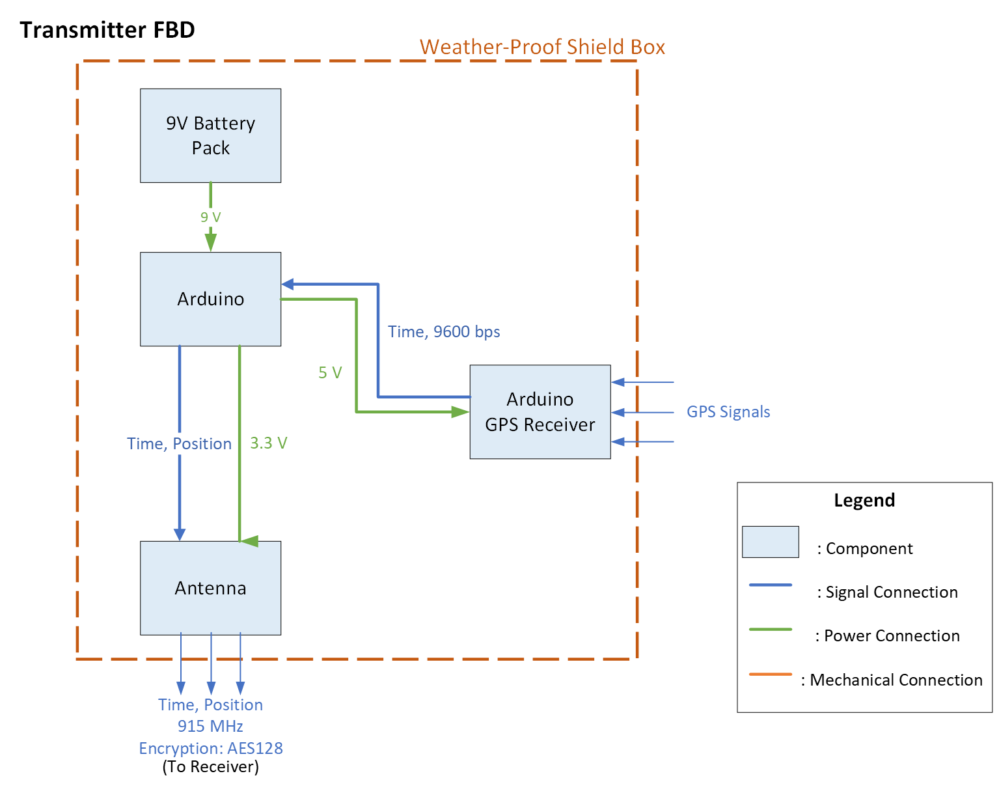 Transmitter FBD
Weather-Proof Shield Box
9V Battery
Pack
9 V
Arduino
Time, 9600 bps
5 V
Arduino
GPS Receiver
GPS Signals
Time, Position
3.3 V
Antenna
Time, Position
915 MHz
Encryption: AES128
(To Receiver)
Legend
: Component
: Signal Connection
: Power Connection
: Mechanical Connection